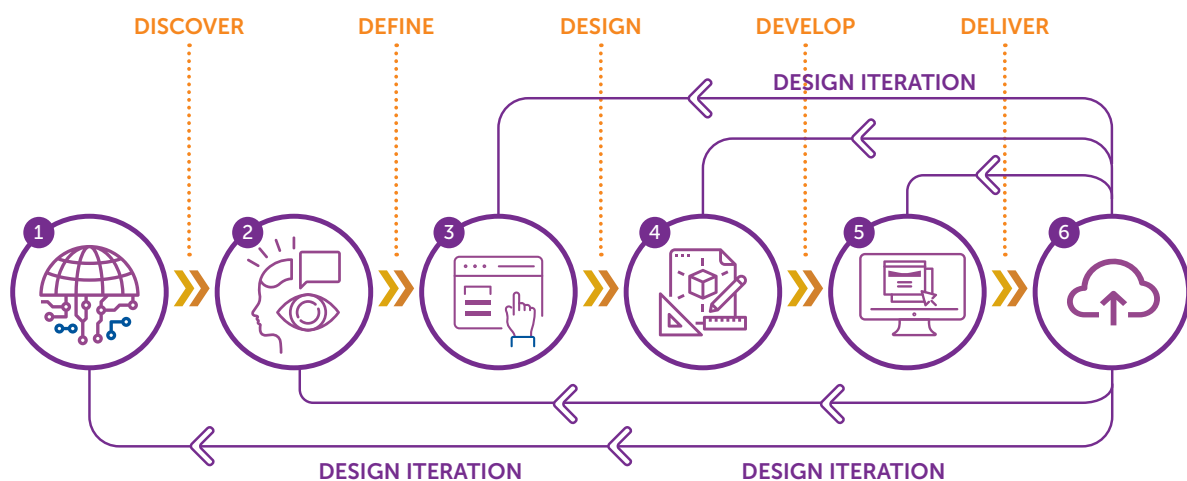 DISCOVER DEFINE DESIGN DEVELOP DELIVER
DESIGN ITERATION
1 2 3 4 5 6
DESIGN ITERATION DESIGN ITERATION